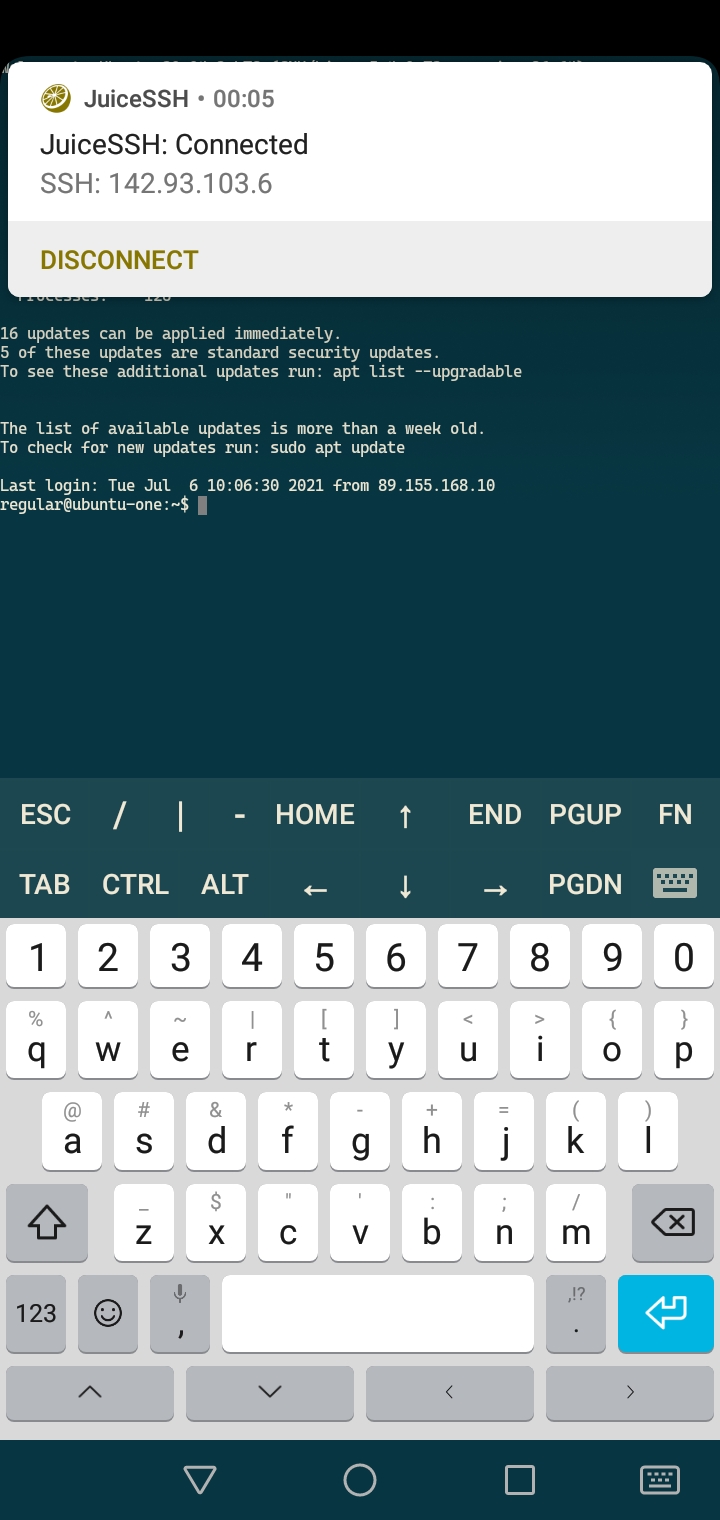 JuiceSSH • 00:05
JuiceSSH: Connected
SSH: 142.93.103.6
DISCONNECT
Processes: 128
16 updates can be applied immediately.
5 of these updates are standard security updates.
To see these additional updates run: apt list --upgradable
The list of available updates is more than a week old.
To check for new updates run: sudo apt update
Last login: Tue Jul  6 10:06:30 2021 from 89.155.168.10
regular@ubuntu-one:~$
ESC / | - HOME ↑ END PGUP FN
TAB CTRL ALT ← ↓ → PGDN
1 2 3 4 5 6 7 8 9 0
% ^ ~ | [ ] < > { }
q w e r t y u i o p
@ # & * - + = ( )
a s d f g h j k l
_ $ " ' : ; /
z x c v b n m
,!?
123 , .